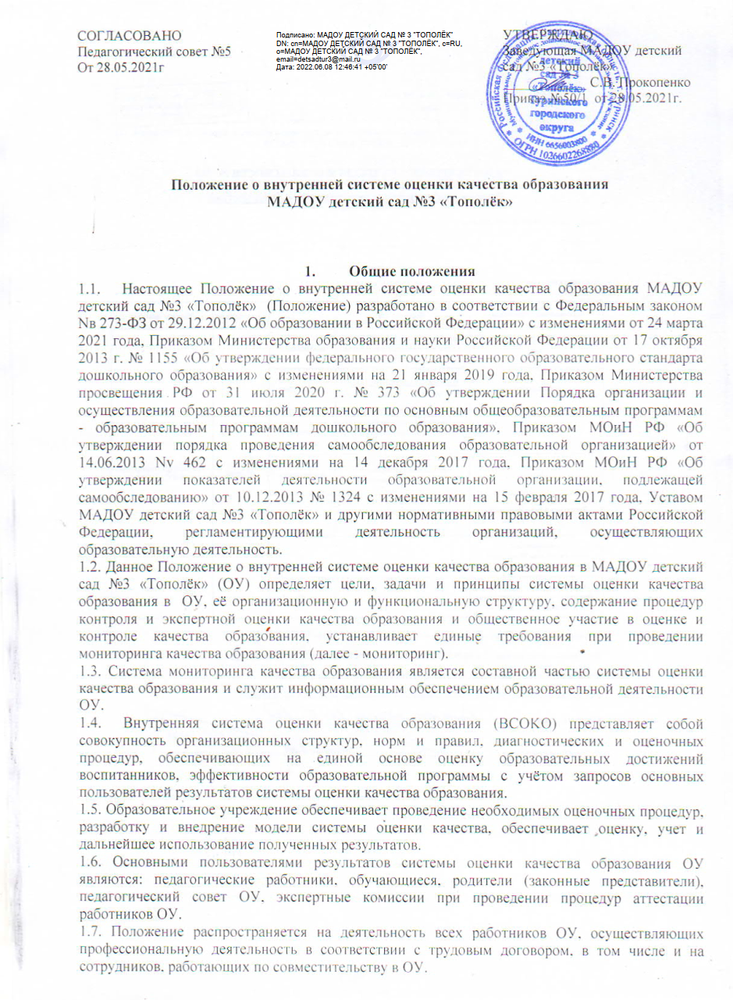 СОГЛАСОВАНО
Педагогический совет №5
От 28.05.2021г
Подписано: МАДОУ ДЕТСКИЙ САД № 3 "ТОПОЛЁК"
DN: cn=МАДОУ ДЕТСКИЙ САД № 3 "ТОПОЛЁК", c=RU,
o=МАДОУ ДЕТСКИЙ САД № 3 "ТОПОЛЁК",
email=detsadtur3@mail.ru
Дата: 2022.06.08 12:46:41 +05'00'
УТВЕРЖДАЮ
Заведующая МАДОУ детский
сад №3 «Тополёк»
С.В. Прокопенко
Приказ №50/1 от 28.05.2021г.
детский
сад № 3
«Тополёк»
Туринского
городского
округа
ИНН 6656003800
ОГРН 1026602268880
Положение о внутренней системе оценки качества образования
МАДОУ детский сад №3 «Тополёк»
1. Общие положения
1.1. Настоящее Положение о внутренней системе оценки качества образования МАДОУ
детский сад №3 «Тополёк» (Положение) разработано в соответствии с Федеральным законом
Nв 273-ФЗ от 29.12.2012 «Об образовании в Российской Федерации» с изменениями от 24 марта
2021 года, Приказом Министерства образования и науки Российской Федерации от 17 октября
2013 г. № 1155 «Об утверждении федерального государственного образовательного стандарта
дошкольного образования» с изменениями на 21 января 2019 года, Приказом Министерства
просвещения РФ от 31 июля 2020 г. № 373 «Об утверждении Порядка организации и
осуществления образовательной деятельности по основным общеобразовательным программам
- образовательным программам дошкольного образования», Приказом МОиН РФ «Об
утверждении порядка проведения самообследования образовательной организацией» от
14.06.2013 Nv 462 с изменениями на 14 декабря 2017 года, Приказом МОиН РФ «Об
утверждении показателей деятельности образовательной организации, подлежащей
самообследованию» от 10.12.2013 № 1324 с изменениями на 15 февраля 2017 года, Уставом
МАДОУ детский сад №3 «Тополёк» и другими нормативными правовыми актами Российской
Федерации, регламентирующими деятельность организаций, осуществляющих
образовательную деятельность.
1.2. Данное Положение о внутренней системе оценки качества образования в МАДОУ детский
сад №3 «Тополёк» (ОУ) определяет цели, задачи и принципы системы оценки качества
образования в ОУ, её организационную и функциональную структуру, содержание процедур
контроля и экспертной оценки качества образования и общественное участие в оценке и
контроле качества образования, устанавливает единые требования при проведении
мониторинга качества образования (далее - мониторинг).
1.3. Система мониторинга качества образования является составной частью системы оценки
качества образования и служит информационным обеспечением образовательной деятельности
ОУ.
1.4. Внутренняя система оценки качества образования (ВСОКО) представляет собой
совокупность организационных структур, норм и правил, диагностических и оценочных
процедур, обеспечивающих на единой основе оценку образовательных достижений
воспитанников, эффективности образовательной программы с учётом запросов основных
пользователей результатов системы оценки качества образования.
1.5. Образовательное учреждение обеспечивает проведение необходимых оценочных процедур,
разработку и внедрение модели системы оценки качества, обеспечивает оценку, учет и
дальнейшее использование полученных результатов.
1.6. Основными пользователями результатов системы оценки качества образования ОУ
являются: педагогические работники, обучающиеся, родители (законные представители),
педагогический совет ОУ, экспертные комиссии при проведении процедур аттестации
работников ОУ.
1.7. Положение распространяется на деятельность всех работников ОУ, осуществляющих
профессиональную деятельность в соответствии с трудовым договором, в том числе и на
сотрудников, работающих по совместительству в ОУ.